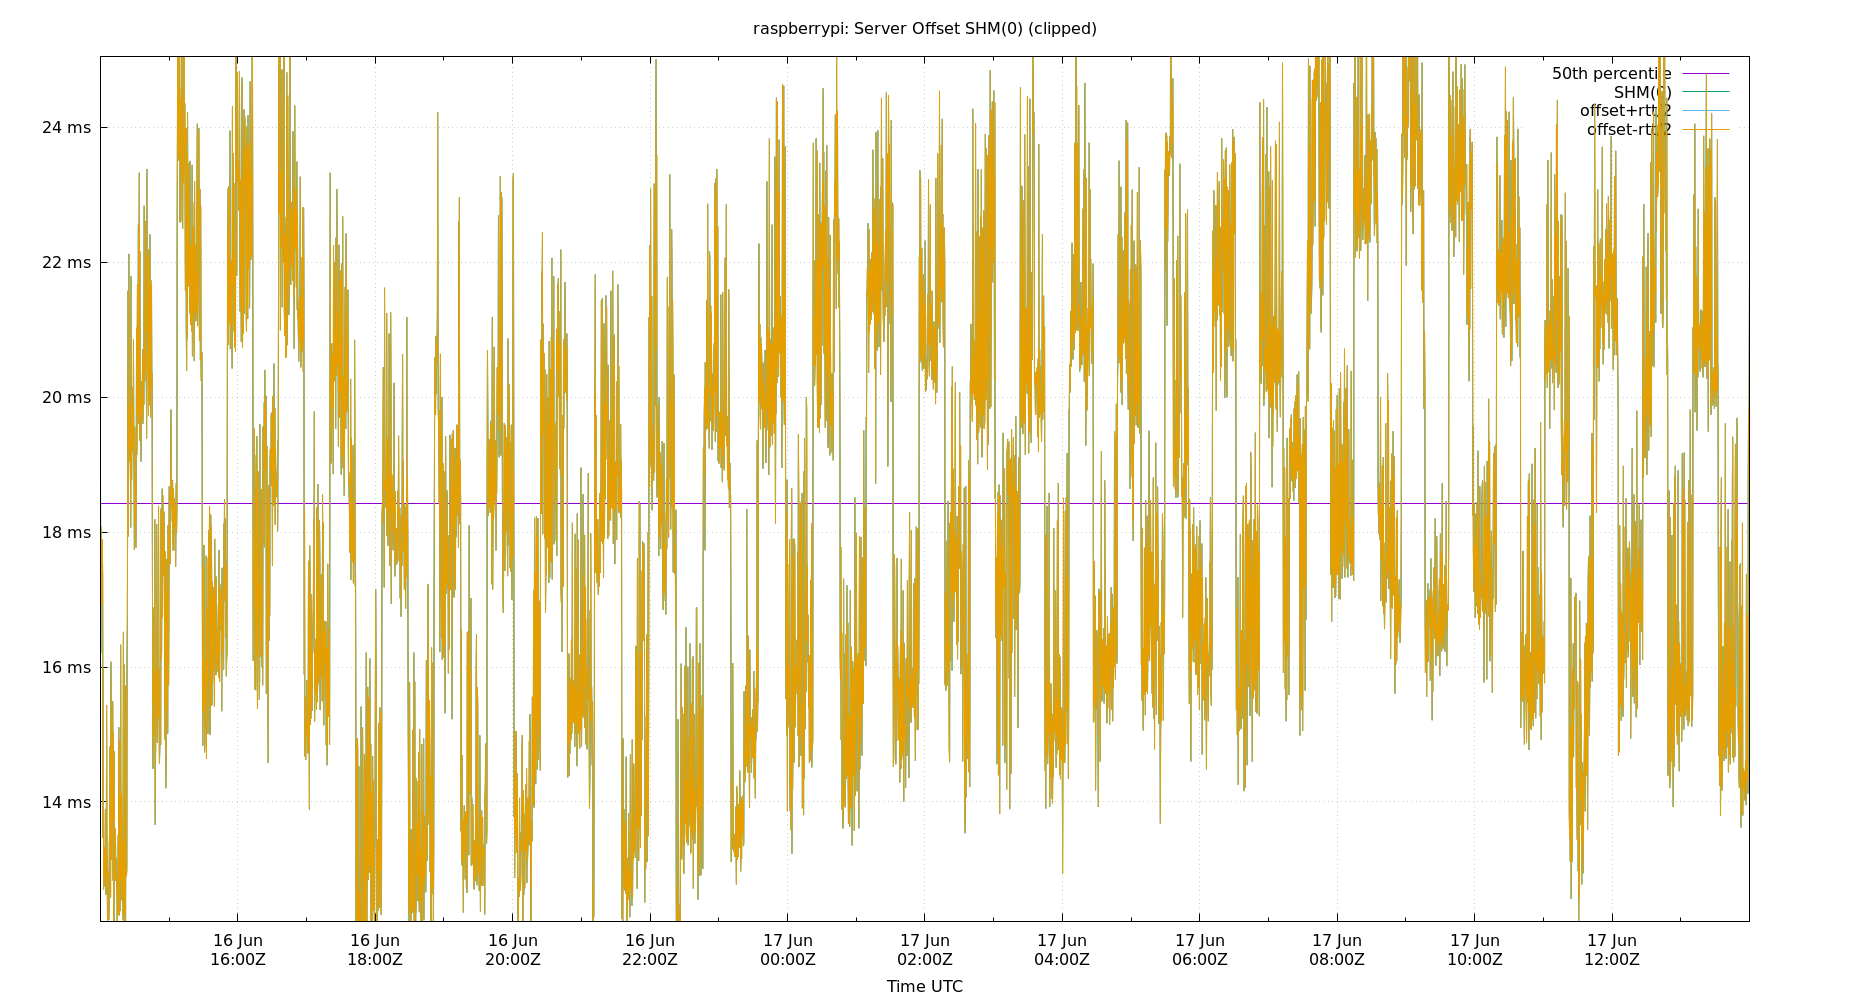 raspberrypi: Server Offset SHM(0) (clipped)
50th percentile
SHM(0)
offset+rtt/2
offset-rtt/2
24 ms
22 ms
20 ms
18 ms
16 ms
14 ms
16 Jun 16 Jun 16 Jun 16 Jun 17 Jun 17 Jun 17 Jun 17 Jun 17 Jun 17 Jun 17 Jun
16:00Z 18:00Z 20:00Z 22:00Z 00:00Z 02:00Z 04:00Z 06:00Z 08:00Z 10:00Z 12:00Z
Time UTC